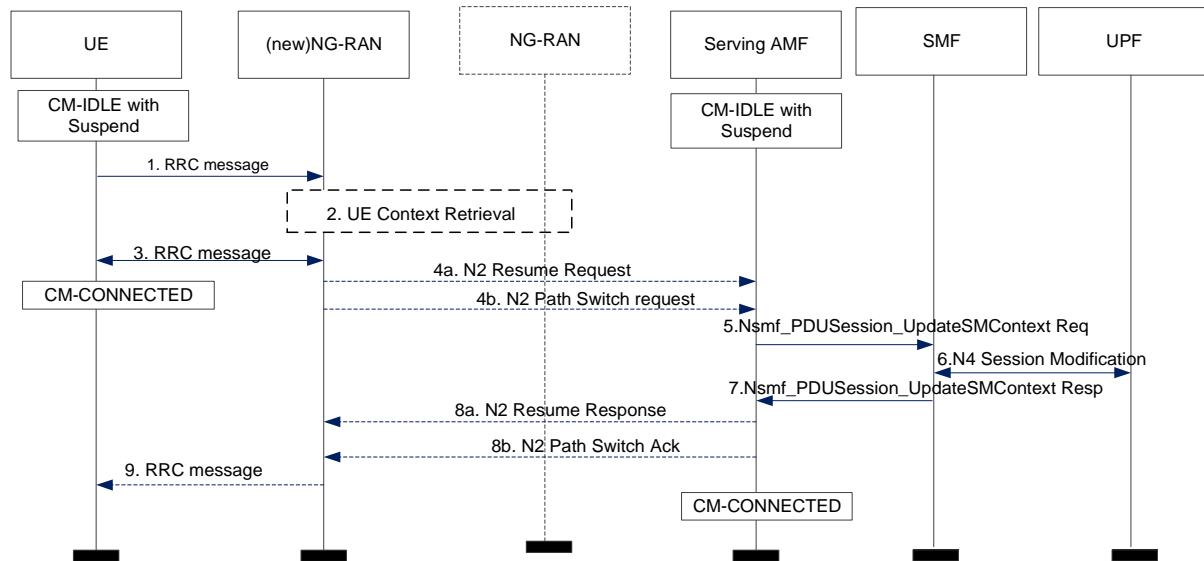 UE
(new)NG-RAN
NG-RAN
Serving AMF
SMF
UPF
CM-IDLE with
Suspend
CM-IDLE with
Suspend
1. RRC message
2. UE Context Retrieval
3. RRC message
4a. N2 Resume Request
CM-CONNECTED
4b. N2 Path Switch request
5.Nsmf_PDUSession_UpdateSMContext Req
6.N4 Session Modification
7.Nsmf_PDUSession_UpdateSMContext Resp
8a. N2 Resume Response
8b. N2 Path Switch Ack
9. RRC message
CM-CONNECTED